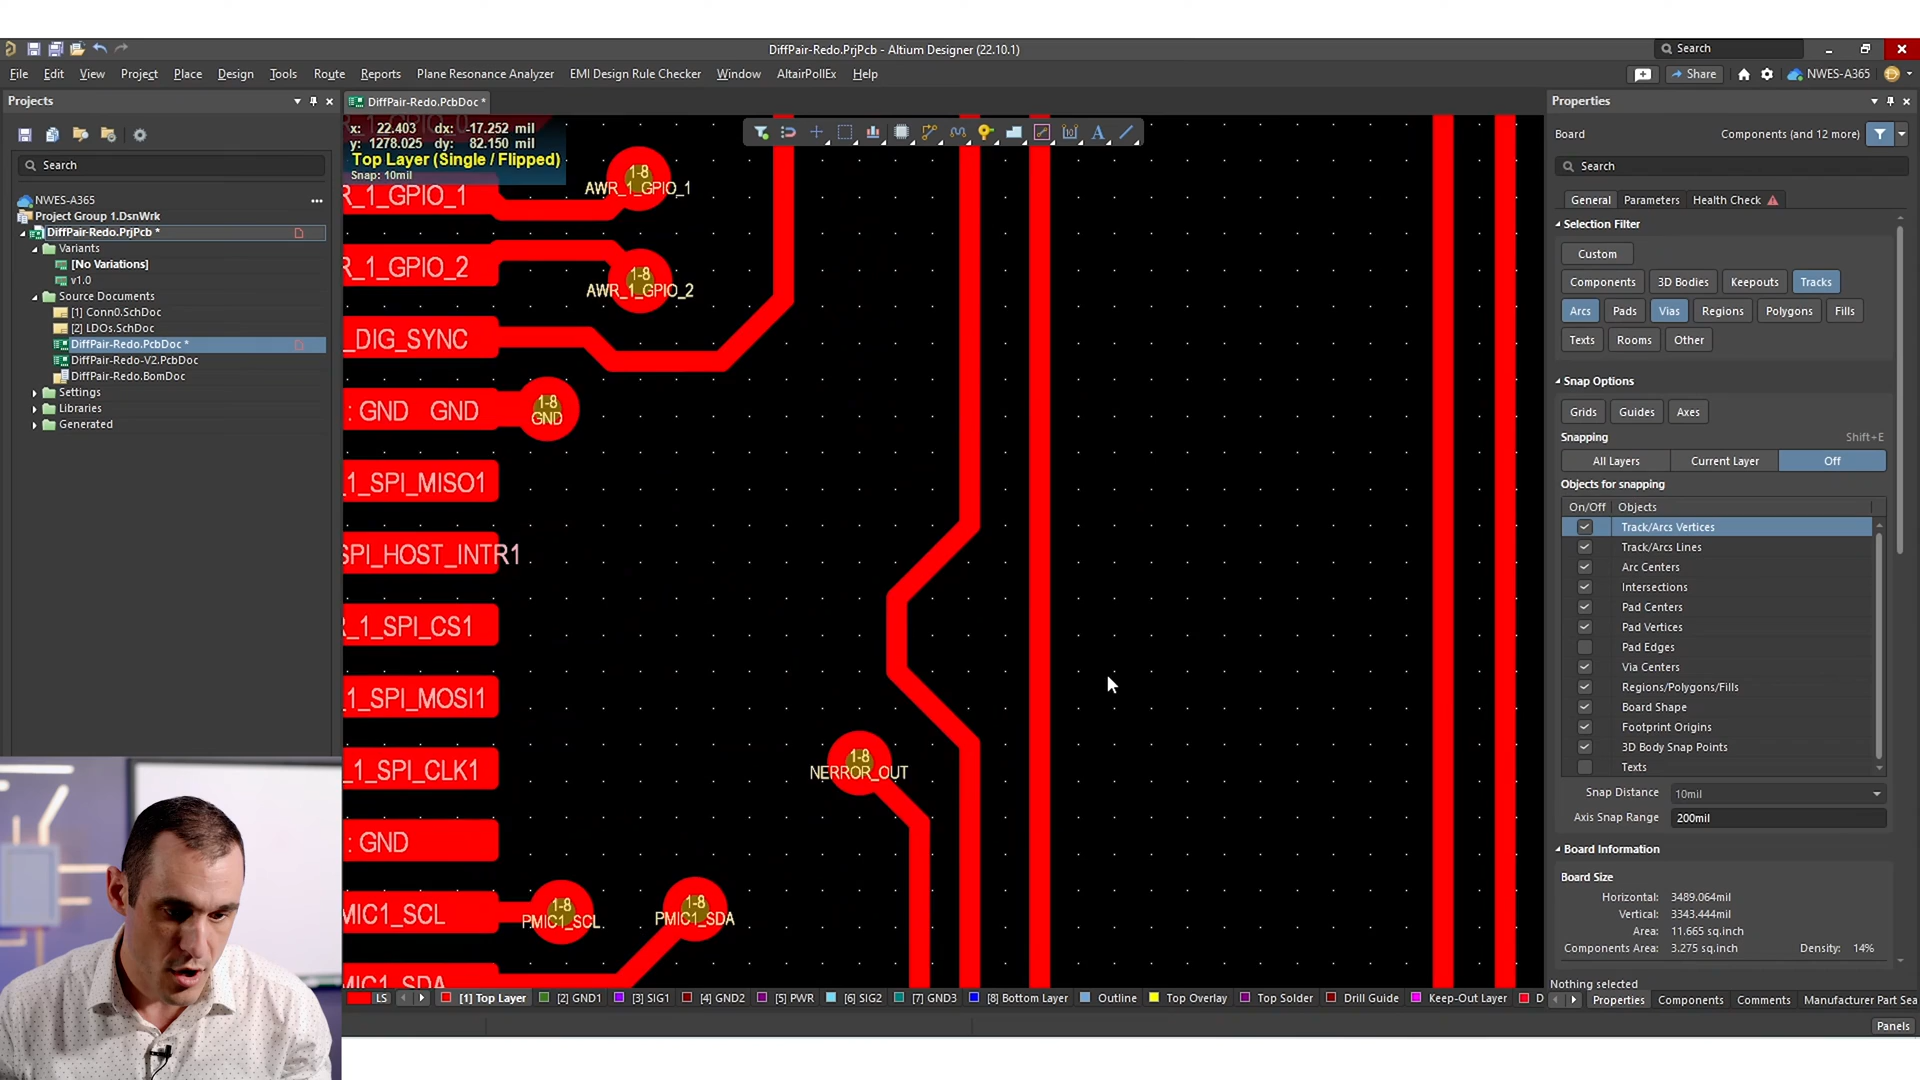 DiffPair-Redo.PrjPcb - Altium Designer (22.10.1)
Search
File Edit View Project Place Design Tools Route Reports Plane Resonance Analyzer EMI Design Rule Checker Window AltairPollEx Help
Share
NWES-A365
Projects
DiffPair-Redo.PcbDoc *
Properties
x: 22.403 dx: -17.252 mil
y: 1278.025 dy: 82.150 mil
Top Layer (Single / Flipped)
Snap: 10mil
Board
Components (and 12 more)
Search
Search
NWES-A365
Project Group 1.DsnWrk
DiffPair-Redo.PrjPcb *
Variants
[No Variations]
v1.0
Source Documents
[1] Conn0.SchDoc
[2] LDOs.SchDoc
DiffPair-Redo.PcbDoc *
DiffPair-Redo-V2.PcbDoc
DiffPair-Redo.BomDoc
Settings
Libraries
Generated
R_1_GPIO_1
1-8
AWR_1_GPIO_1
R_1_GPIO_2
1-8
AWR_1_GPIO_2
_DIG_SYNC
: GND GND
1-8
GND
1_SPI_MISO1
SPI_HOST_INTR1
R_1_SPI_CS1
1_SPI_MOSI1
1_SPI_CLK1
1-8
NERROR_OUT
: GND
MIC1_SCL
1-8
PMIC1_SCL
1-8
PMIC1_SDA
MIC1_SDA
General Parameters Health Check
Selection Filter
Custom
Components 3D Bodies Keepouts Tracks
Arcs Pads Vias Regions Polygons Fills
Texts Rooms Other
Snap Options
Grids Guides Axes
Snapping Shift+E
All Layers Current Layer Off
Objects for snapping
On/Off Objects
Track/Arcs Vertices
Track/Arcs Lines
Arc Centers
Intersections
Pad Centers
Pad Vertices
Pad Edges
Via Centers
Regions/Polygons/Fills
Board Shape
Footprint Origins
3D Body Snap Points
Texts
Snap Distance 10mil
Axis Snap Range 200mil
Board Information
Board Size
Horizontal: 3489.064mil
Vertical: 3343.444mil
Area: 11.665 sq.inch
Components Area: 3.275 sq.inch Density: 14%
Nothing selected
LS [1] Top Layer [2] GND1 [3] SIG1 [4] GND2 [5] PWR [6] SIG2 [7] GND3 [8] Bottom Layer Outline Top Overlay Top Solder Drill Guide Keep-Out Layer D
Properties Components Comments Manufacturer Part Sea
Panels